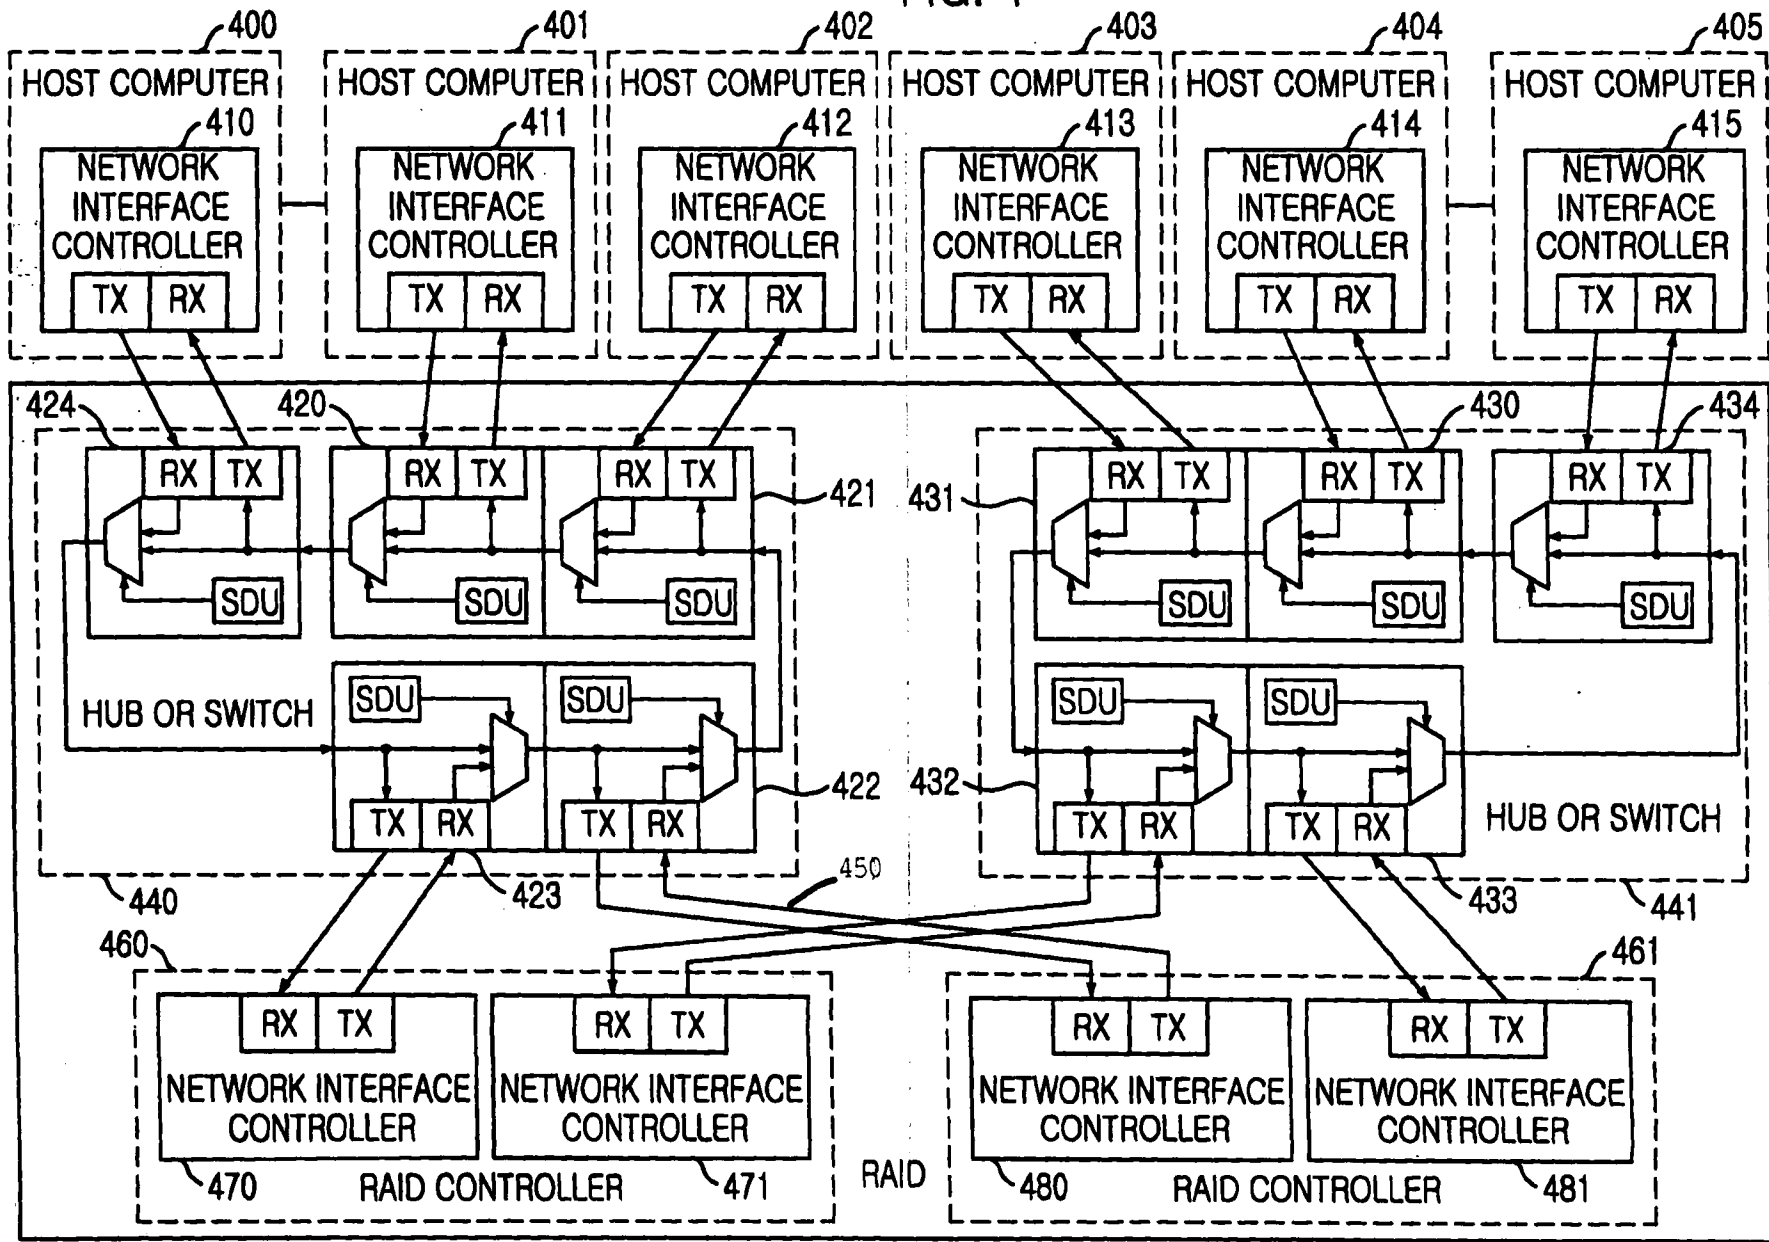 FIG. 4
400 401 402 403 404 405
HOST COMPUTER HOST COMPUTER HOST COMPUTER HOST COMPUTER HOST COMPUTER HOST COMPUTER
410 411 412 413 414 415
NETWORK NETWORK NETWORK NETWORK NETWORK NETWORK
INTERFACE INTERFACE INTERFACE INTERFACE INTERFACE INTERFACE
CONTROLLER CONTROLLER CONTROLLER CONTROLLER CONTROLLER CONTROLLER
TX RX TX RX TX RX TX RX TX RX TX RX
424 420 430 434
RX TX RX TX RX TX RX TX RX TX RX TX
421 431
SDU SDU SDU SDU SDU SDU
SDU SDU SDU SDU
HUB OR SWITCH
422 432
TX RX TX RX TX RX TX RX
HUB OR SWITCH
440 423 450 433 441
460 461
RX TX RX TX RX TX RX TX
NETWORK INTERFACE NETWORK INTERFACE NETWORK INTERFACE NETWORK INTERFACE
CONTROLLER CONTROLLER CONTROLLER CONTROLLER
470 RAID CONTROLLER 471 RAID 480 RAID CONTROLLER 481